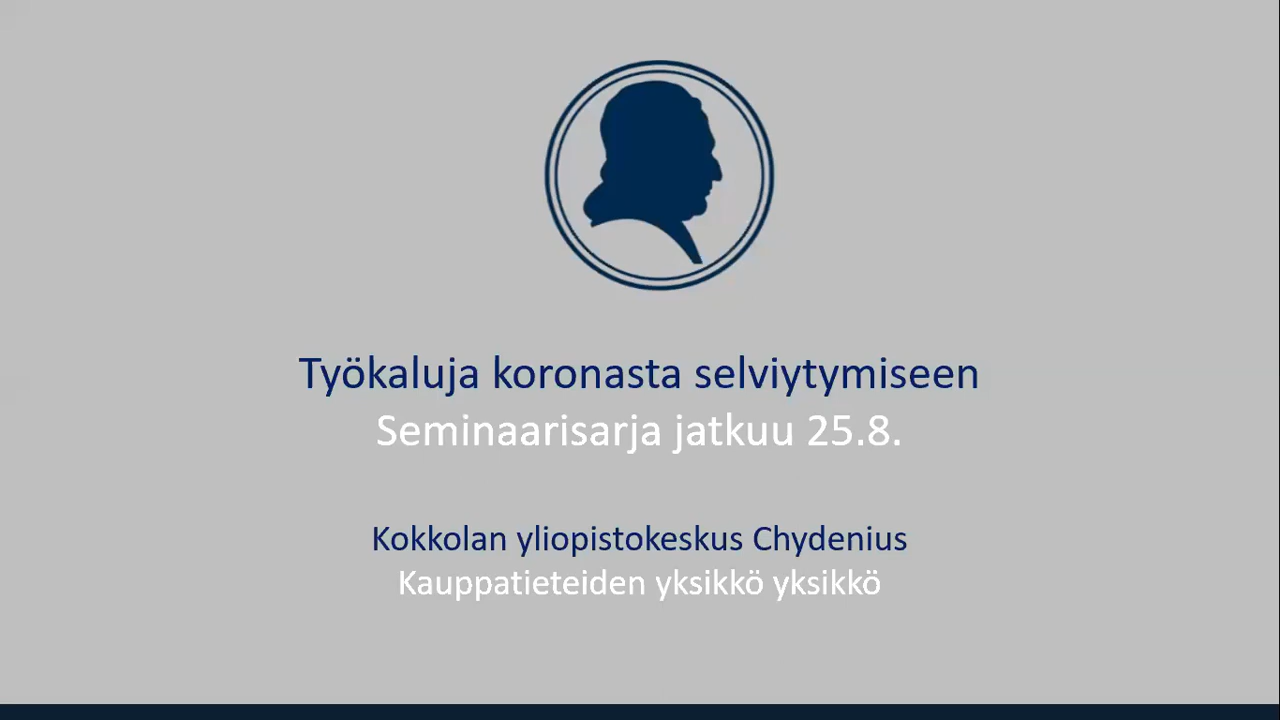 Työkaluja koronasta selviytymiseen
Seminaarisarja jatkuu 25.8.
Kokkolan yliopistokeskus Chydenius
Kauppatieteiden yksikkö yksikkö